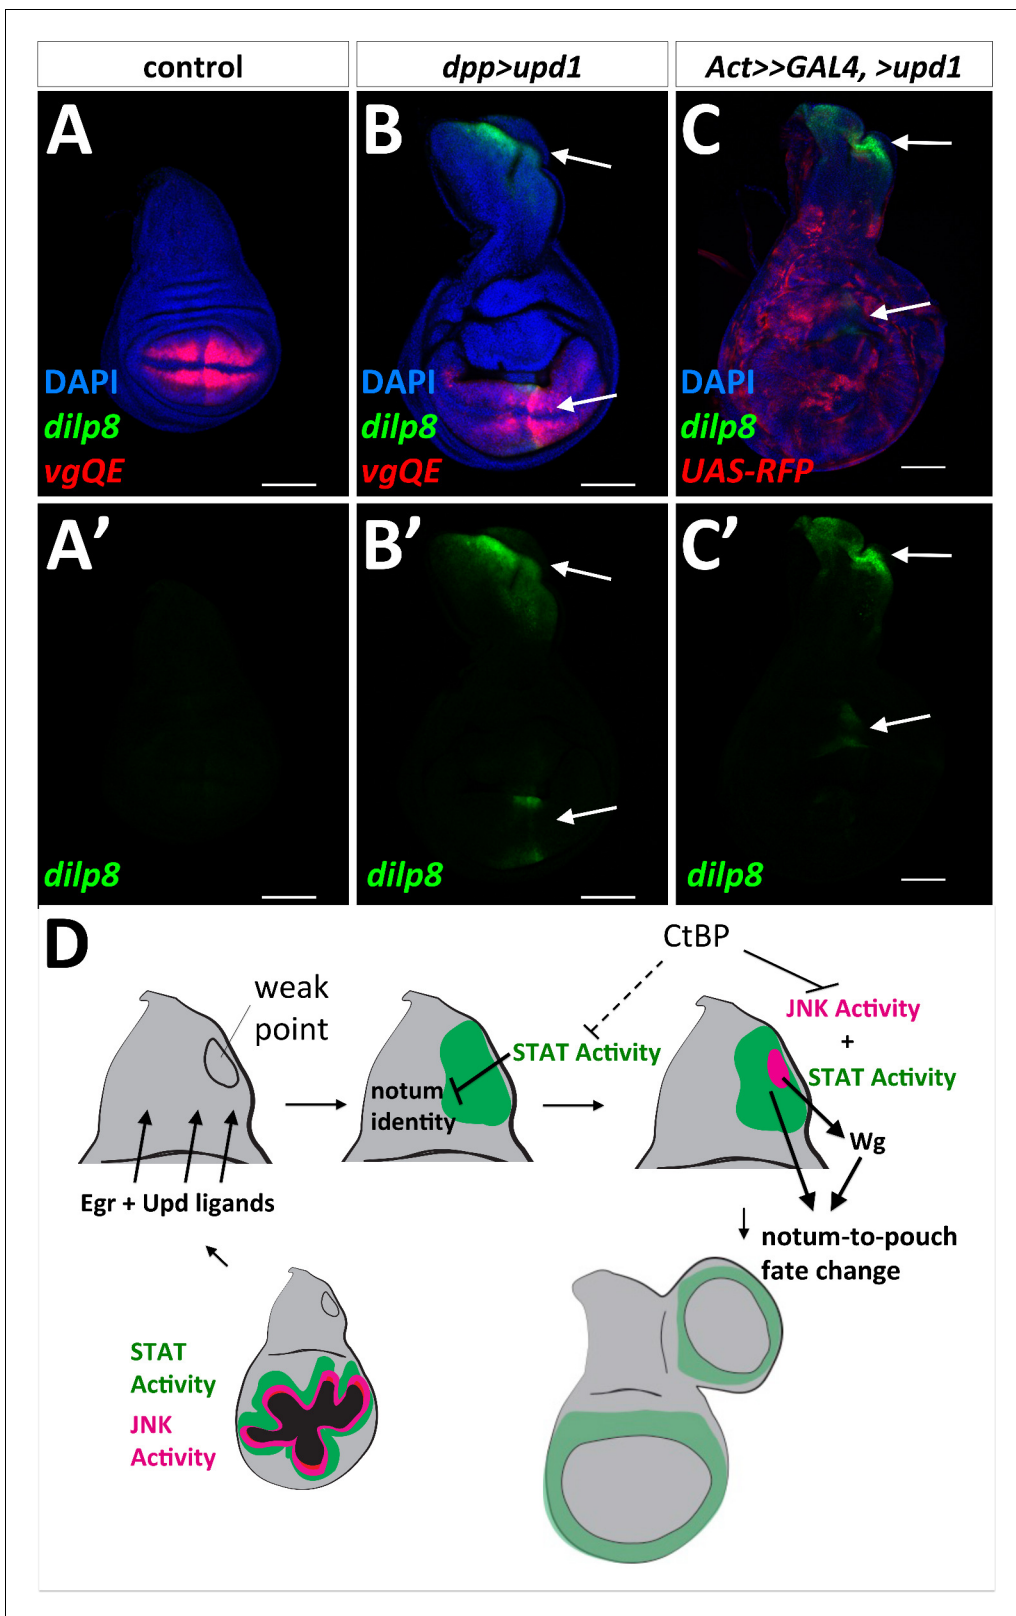 control
dpp>upd1
Act>>GAL4, >upd1
A
DAPI
dilp8
vgQE
B
DAPI
dilp8
vgQE
C
DAPI
dilp8
UAS-RFP
A’
dilp8
B’
dilp8
C’
dilp8
D
weak
point
Egr + Upd ligands
STAT
Activity
JNK
Activity
notum
identity
STAT Activity
CtBP
JNK Activity
+
STAT Activity
Wg
notum-to-pouch
fate change